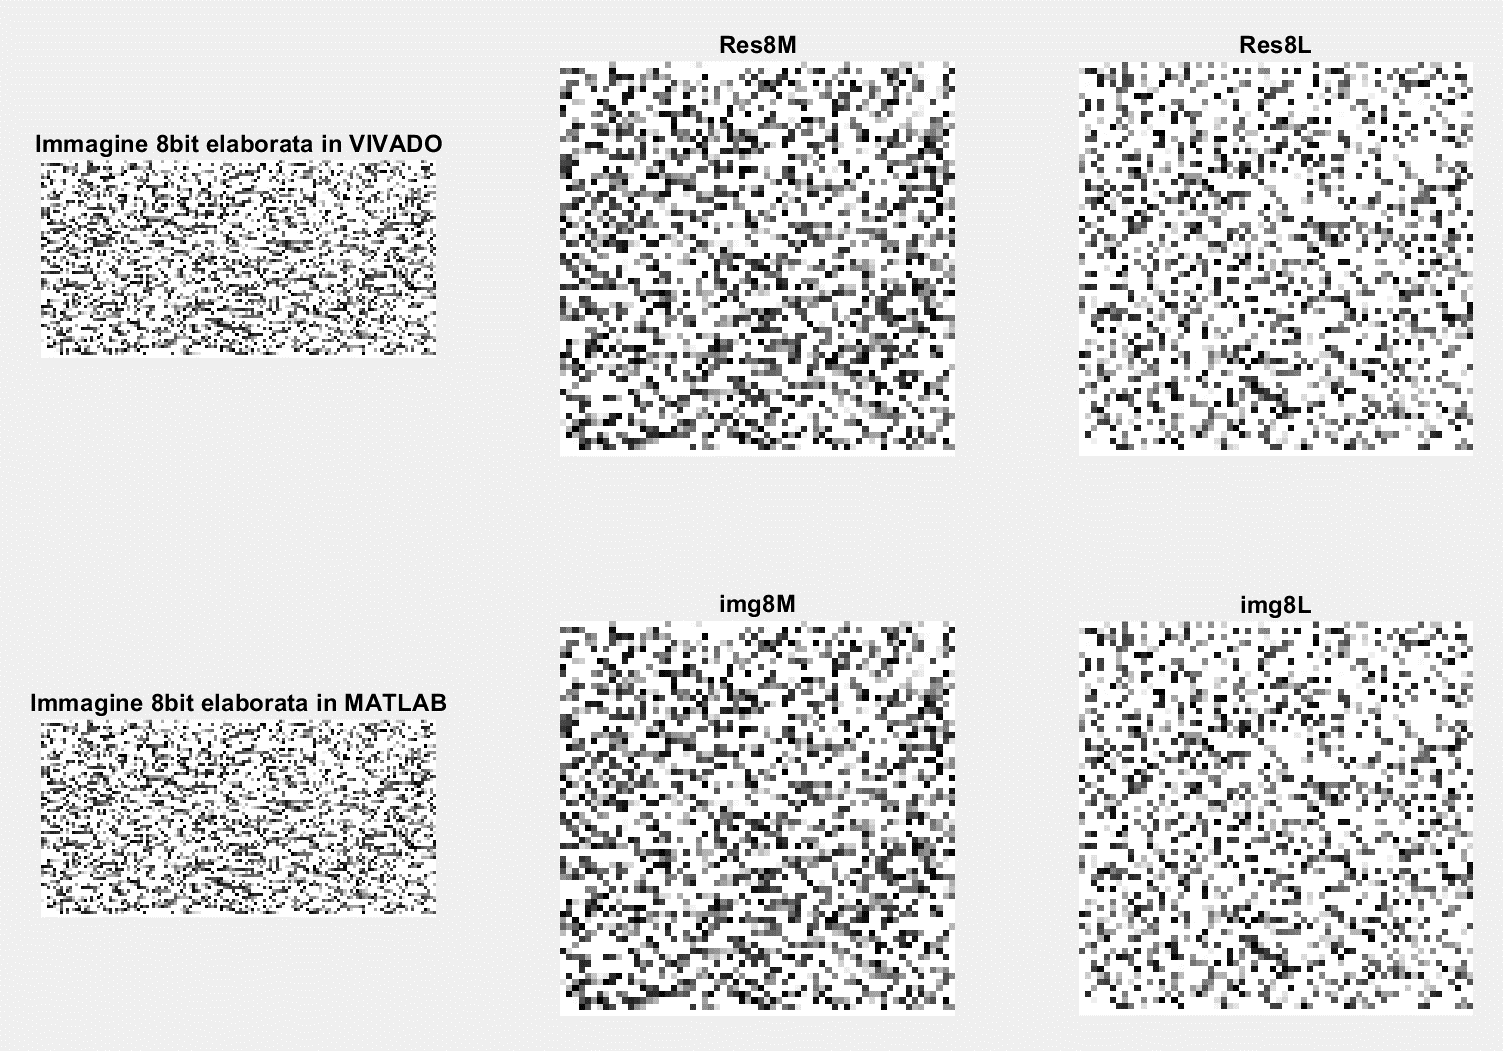 Res8M
Res8L
Immagine 8bit elaborata in VIVADO
img8M
img8L
Immagine 8bit elaborata in MATLAB